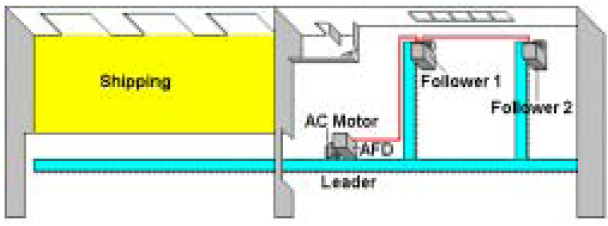 Shipping
Follower 1
Follower 2
AC Motor
AFD
Leader